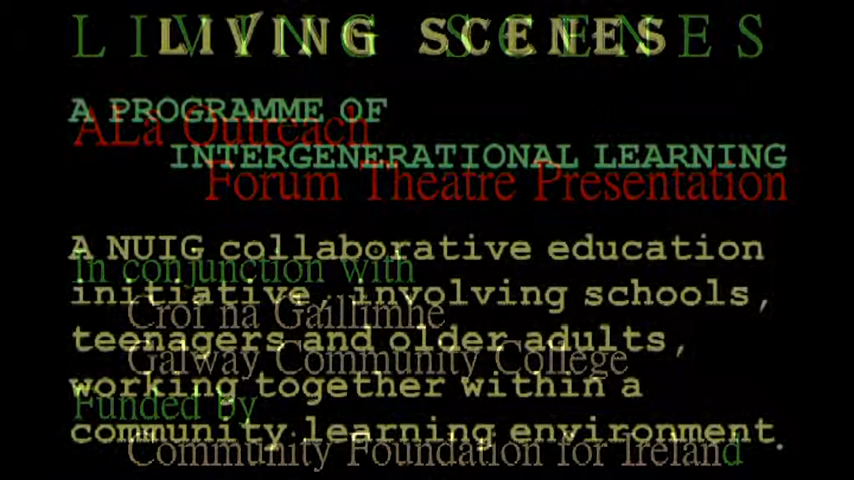 LIVING SCENES
LIVING SCENES
A PROGRAMME OF
ALa Outreach
INTERGENERATIONAL LEARNING
Forum Theatre Presentation
A NUIG collaborative education
In conjunction with
initiative, involving schools,
Croí na Gaillimhe
teenagers and older adults,
Galway Community College
working together within a
Funded by
community learning environment.
Community Foundation for Ireland